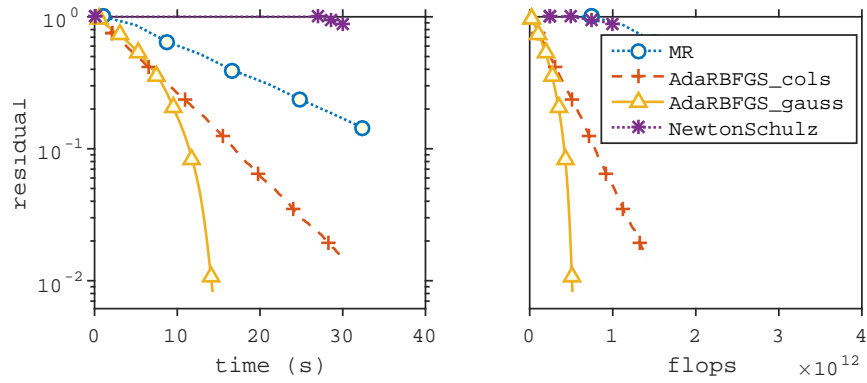 10^0
10^-1
10^-2
residual
0 10 20 30 40
time (s)
MR
AdaRBFGS_cols
AdaRBFGS_gauss
NewtonSchulz
0 1 2 3 4
flops ×10^12